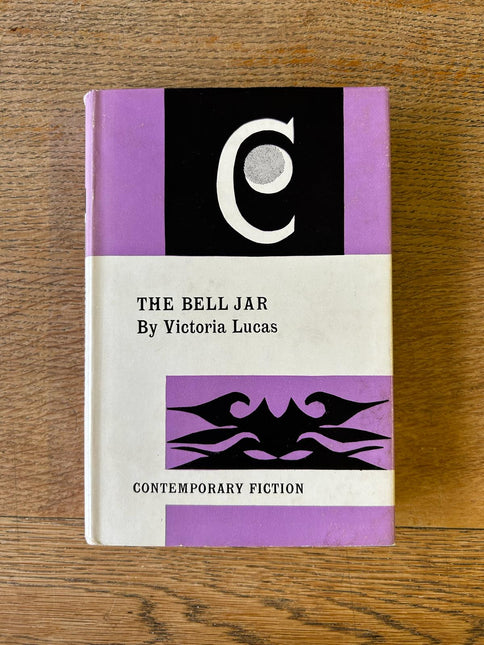 C
THE BELL JAR
By Victoria Lucas
CONTEMPORARY FICTION